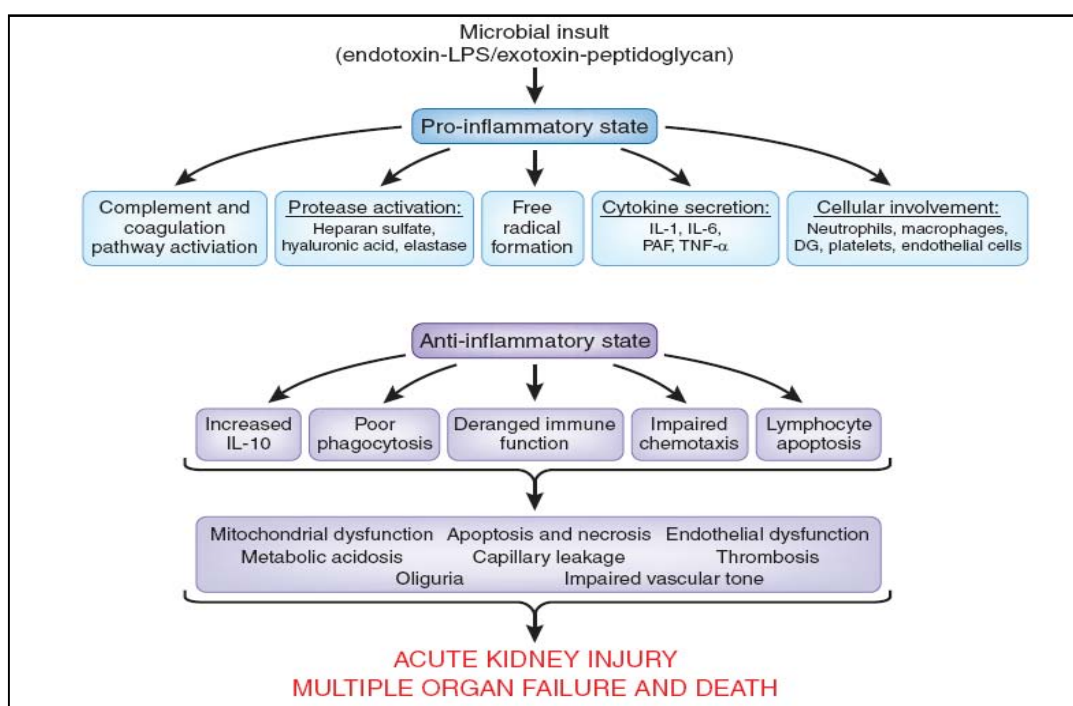 Microbial insult
(endotoxin-LPS/exotoxin-peptidoglycan)
Pro-inflammatory state
Complement and
coagulation
pathway activiation
Protease activation:
Heparan sulfate,
hyaluronic acid, elastase
Free
radical
formation
Cytokine secretion:
IL-1, IL-6,
PAF, TNF-α
Cellular involvement:
Neutrophils, macrophages,
DG, platelets, endothelial cells
Anti-inflammatory state
Increased
IL-10
Poor
phagocytosis
Deranged immune
function
Impaired
chemotaxis
Lymphocyte
apoptosis
Mitochondrial dysfunction Apoptosis and necrosis Endothelial dysfunction
Metabolic acidosis Capillary leakage Thrombosis
Oliguria Impaired vascular tone
ACUTE KIDNEY INJURY
MULTIPLE ORGAN FAILURE AND DEATH